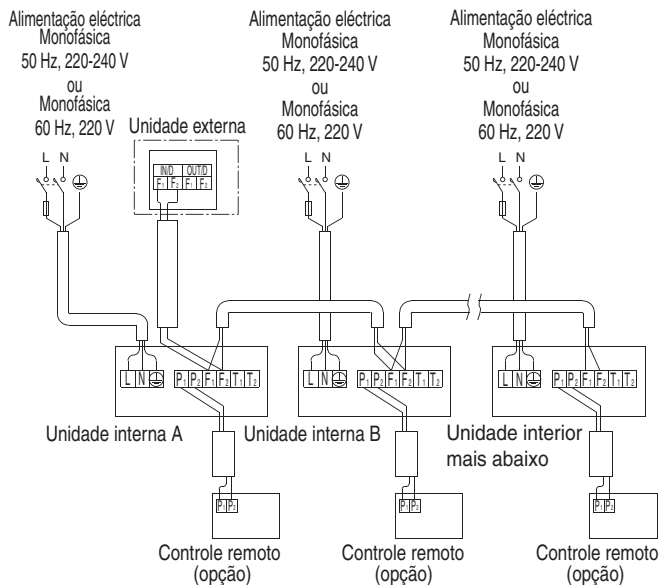 Alimentação eléctrica
Monofásica
50 Hz, 220-240 V
ou
Monofásica
60 Hz, 220 V
Alimentação eléctrica
Monofásica
50 Hz, 220-240 V
ou
Monofásica
60 Hz, 220 V
Alimentação eléctrica
Monofásica
50 Hz, 220-240 V
ou
Monofásica
60 Hz, 220 V
Unidade externa
L N
IN/D OUT/D
F1 F2 F1 F2
L N
L N
L N
P1 P2 F1 F2 T1 T2
L N
P1 P2 F1 F2 T1 T2
L N
P1 P2 F1 F2 T1 T2
Unidade interna A
Unidade interna B
Unidade interior
mais abaixo
P1 P2
P1 P2
P1 P2
Controle remoto
(opção)
Controle remoto
(opção)
Controle remoto
(opção)